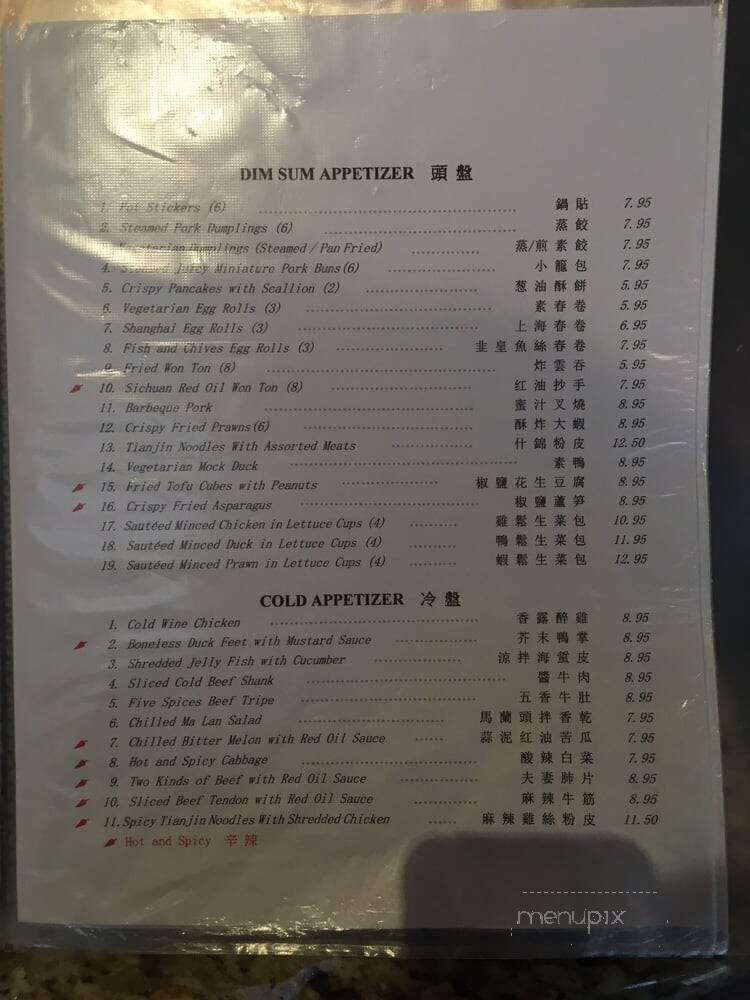 DIM SUM APPETIZER 頭盤
1. Pot Stickers (6) 鍋貼 7.95
2. Steamed Pork Dumplings (6) 蒸餃 7.95
Vegetarian Dumplings (Steamed / Pan Fried) 蒸/煎素餃 7.95
4. Steamed Juicy Miniature Pork Buns(6) 小籠包 7.95
5. Crispy Pancakes with Scallion (2) 葱油酥餅 5.95
6. Vegetarian Egg Rolls (3) 素春卷 5.95
7. Shanghai Egg Rolls (3) 上海春卷 6.95
8. Fish and Chives Egg Rolls (3) 韭皇魚絲春卷 7.95
9. Fried Won Ton (8) 炸雲吞 5.95
10. Sichuan Red Oil Won Ton (8) 红油抄手 7.95
11. Barbeque Pork 蜜汁叉燒 8.95
12. Crispy Fried Prawns(6) 酥炸大蝦 8.95
13. Tianjin Noodles With Assorted Meats 什錦粉皮 12.50
14. Vegetarian Mock Duck 素鴨 8.95
15. Fried Tofu Cubes with Peanuts 椒鹽花生豆腐 8.95
16. Crispy Fried Asparagus 椒鹽蘆笋 8.95
17. Sautéed Minced Chicken in Lettuce Cups (4) 雞鬆生菜包 10.95
18. Sautéed Minced Duck in Lettuce Cups (4) 鴨鬆生菜包 11.95
19. Sautéed Minced Prawn in Lettuce Cups (4) 蝦鬆生菜包 12.95
COLD APPETIZER 冷盤
1. Cold Wine Chicken 香露醉雞 8.95
2. Boneless Duck Feet with Mustard Sauce 芥末鴨掌 8.95
3. Shredded Jelly Fish with Cucumber 涼拌海蜇皮 8.95
4. Sliced Cold Beef Shank 醬牛肉 8.95
5. Five Spices Beef Tripe 五香牛肚 8.95
6. Chilled Ma Lan Salad 馬蘭頭拌香乾 7.95
7. Chilled Bitter Melon with Red Oil Sauce 蒜泥红油苦瓜 7.95
8. Hot and Spicy Cabbage 酸辣白菜 7.95
9. Two Kinds of Beef with Red Oil Sauce 夫妻肺片 8.95
10. Sliced Beef Tendon with Red Oil Sauce 麻辣牛筋 8.95
11. Spicy Tianjin Noodles With Shredded Chicken 麻辣雞絲粉皮 11.50
Hot and Spicy 辛辣
menupix